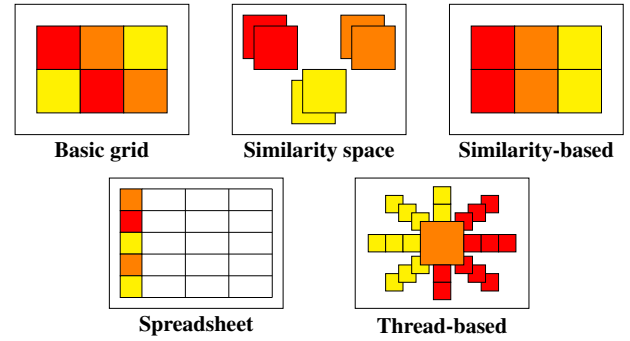 Basic grid
Similarity space
Similarity-based
Spreadsheet
Thread-based